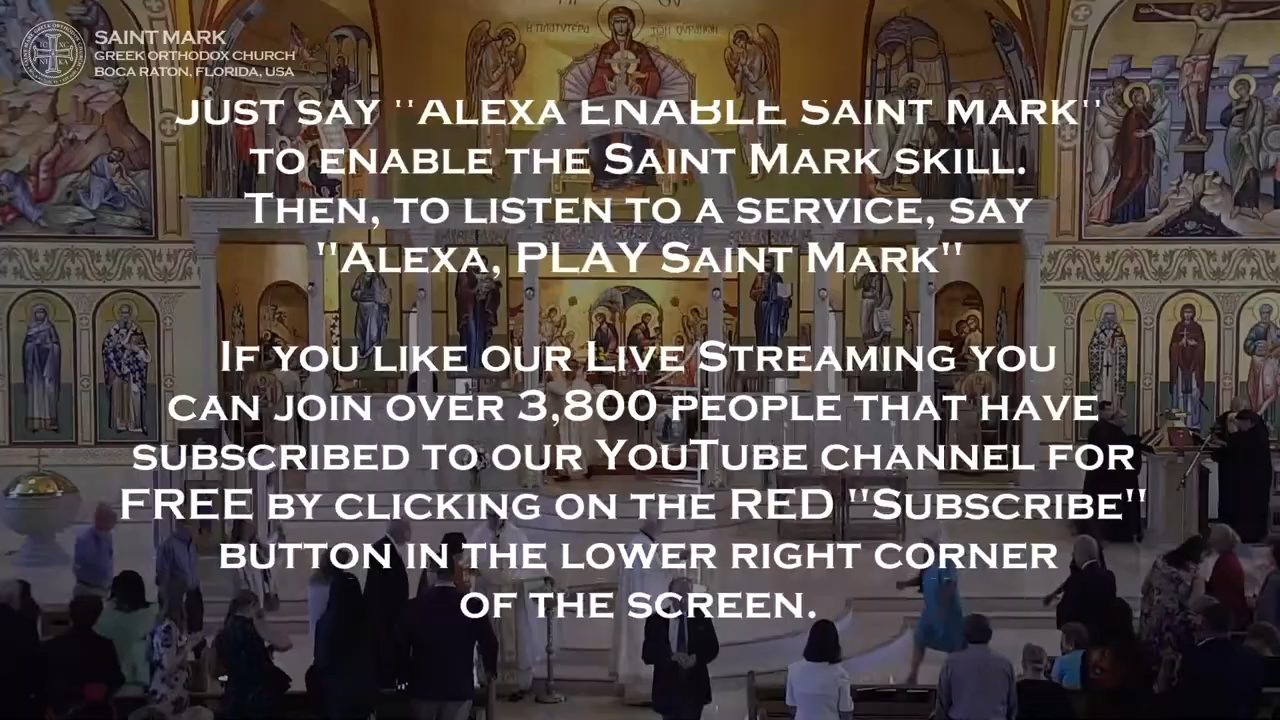 SAINT MARK
GREEK ORTHODOX CHURCH
BOCA RATON, FLORIDA, USA
Η ΠΛΑΤΥΤΕΡΑ ΤΩΝ ΟΥΡΑΝΩΝ
JUST SAY "ALEXA ENABLE SAINT MARK"
TO ENABLE THE SAINT MARK SKILL.
THEN, TO LISTEN TO A SERVICE, SAY
"ALEXA, PLAY SAINT MARK"
IF YOU LIKE OUR LIVE STREAMING YOU
CAN JOIN OVER 3,800 PEOPLE THAT HAVE
SUBSCRIBED TO OUR YOUTUBE CHANNEL FOR
FREE BY CLICKING ON THE RED "SUBSCRIBE"
BUTTON IN THE LOWER RIGHT CORNER
OF THE SCREEN.